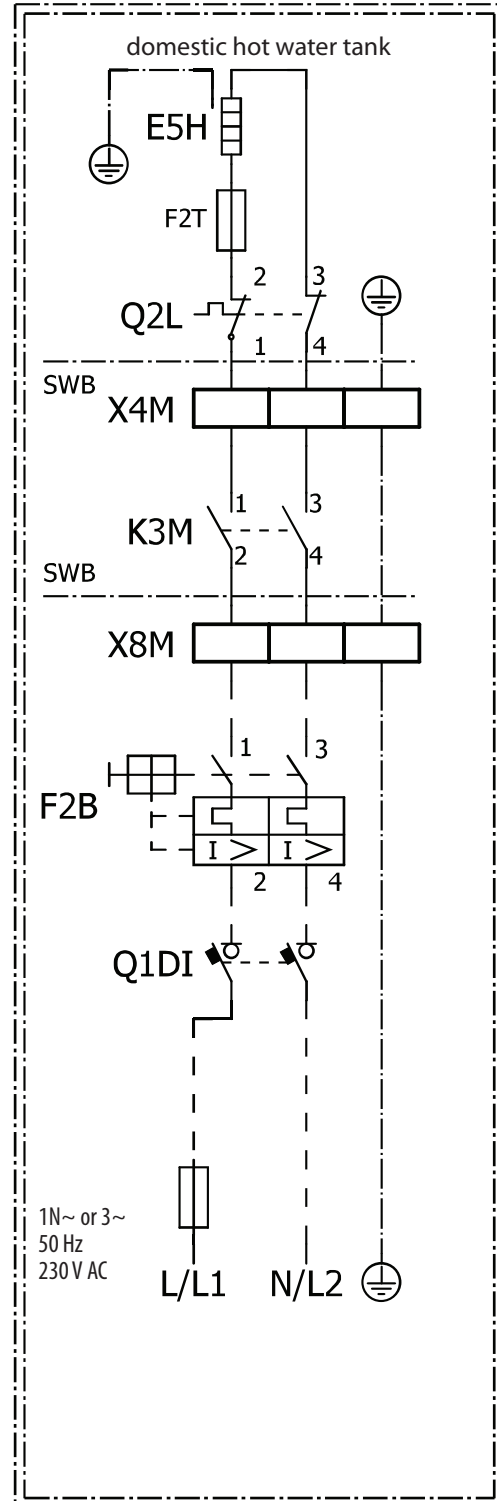 domestic hot water tank
E5H
F2T
2 3
Q2L
1 4
SWB
X4M
1 3
K3M
2 4
SWB
X8M
1 3
F2B
I > I >
2 4
Q1DI
1N~ or 3~
50 Hz
230 V AC
L/L1 N/L2